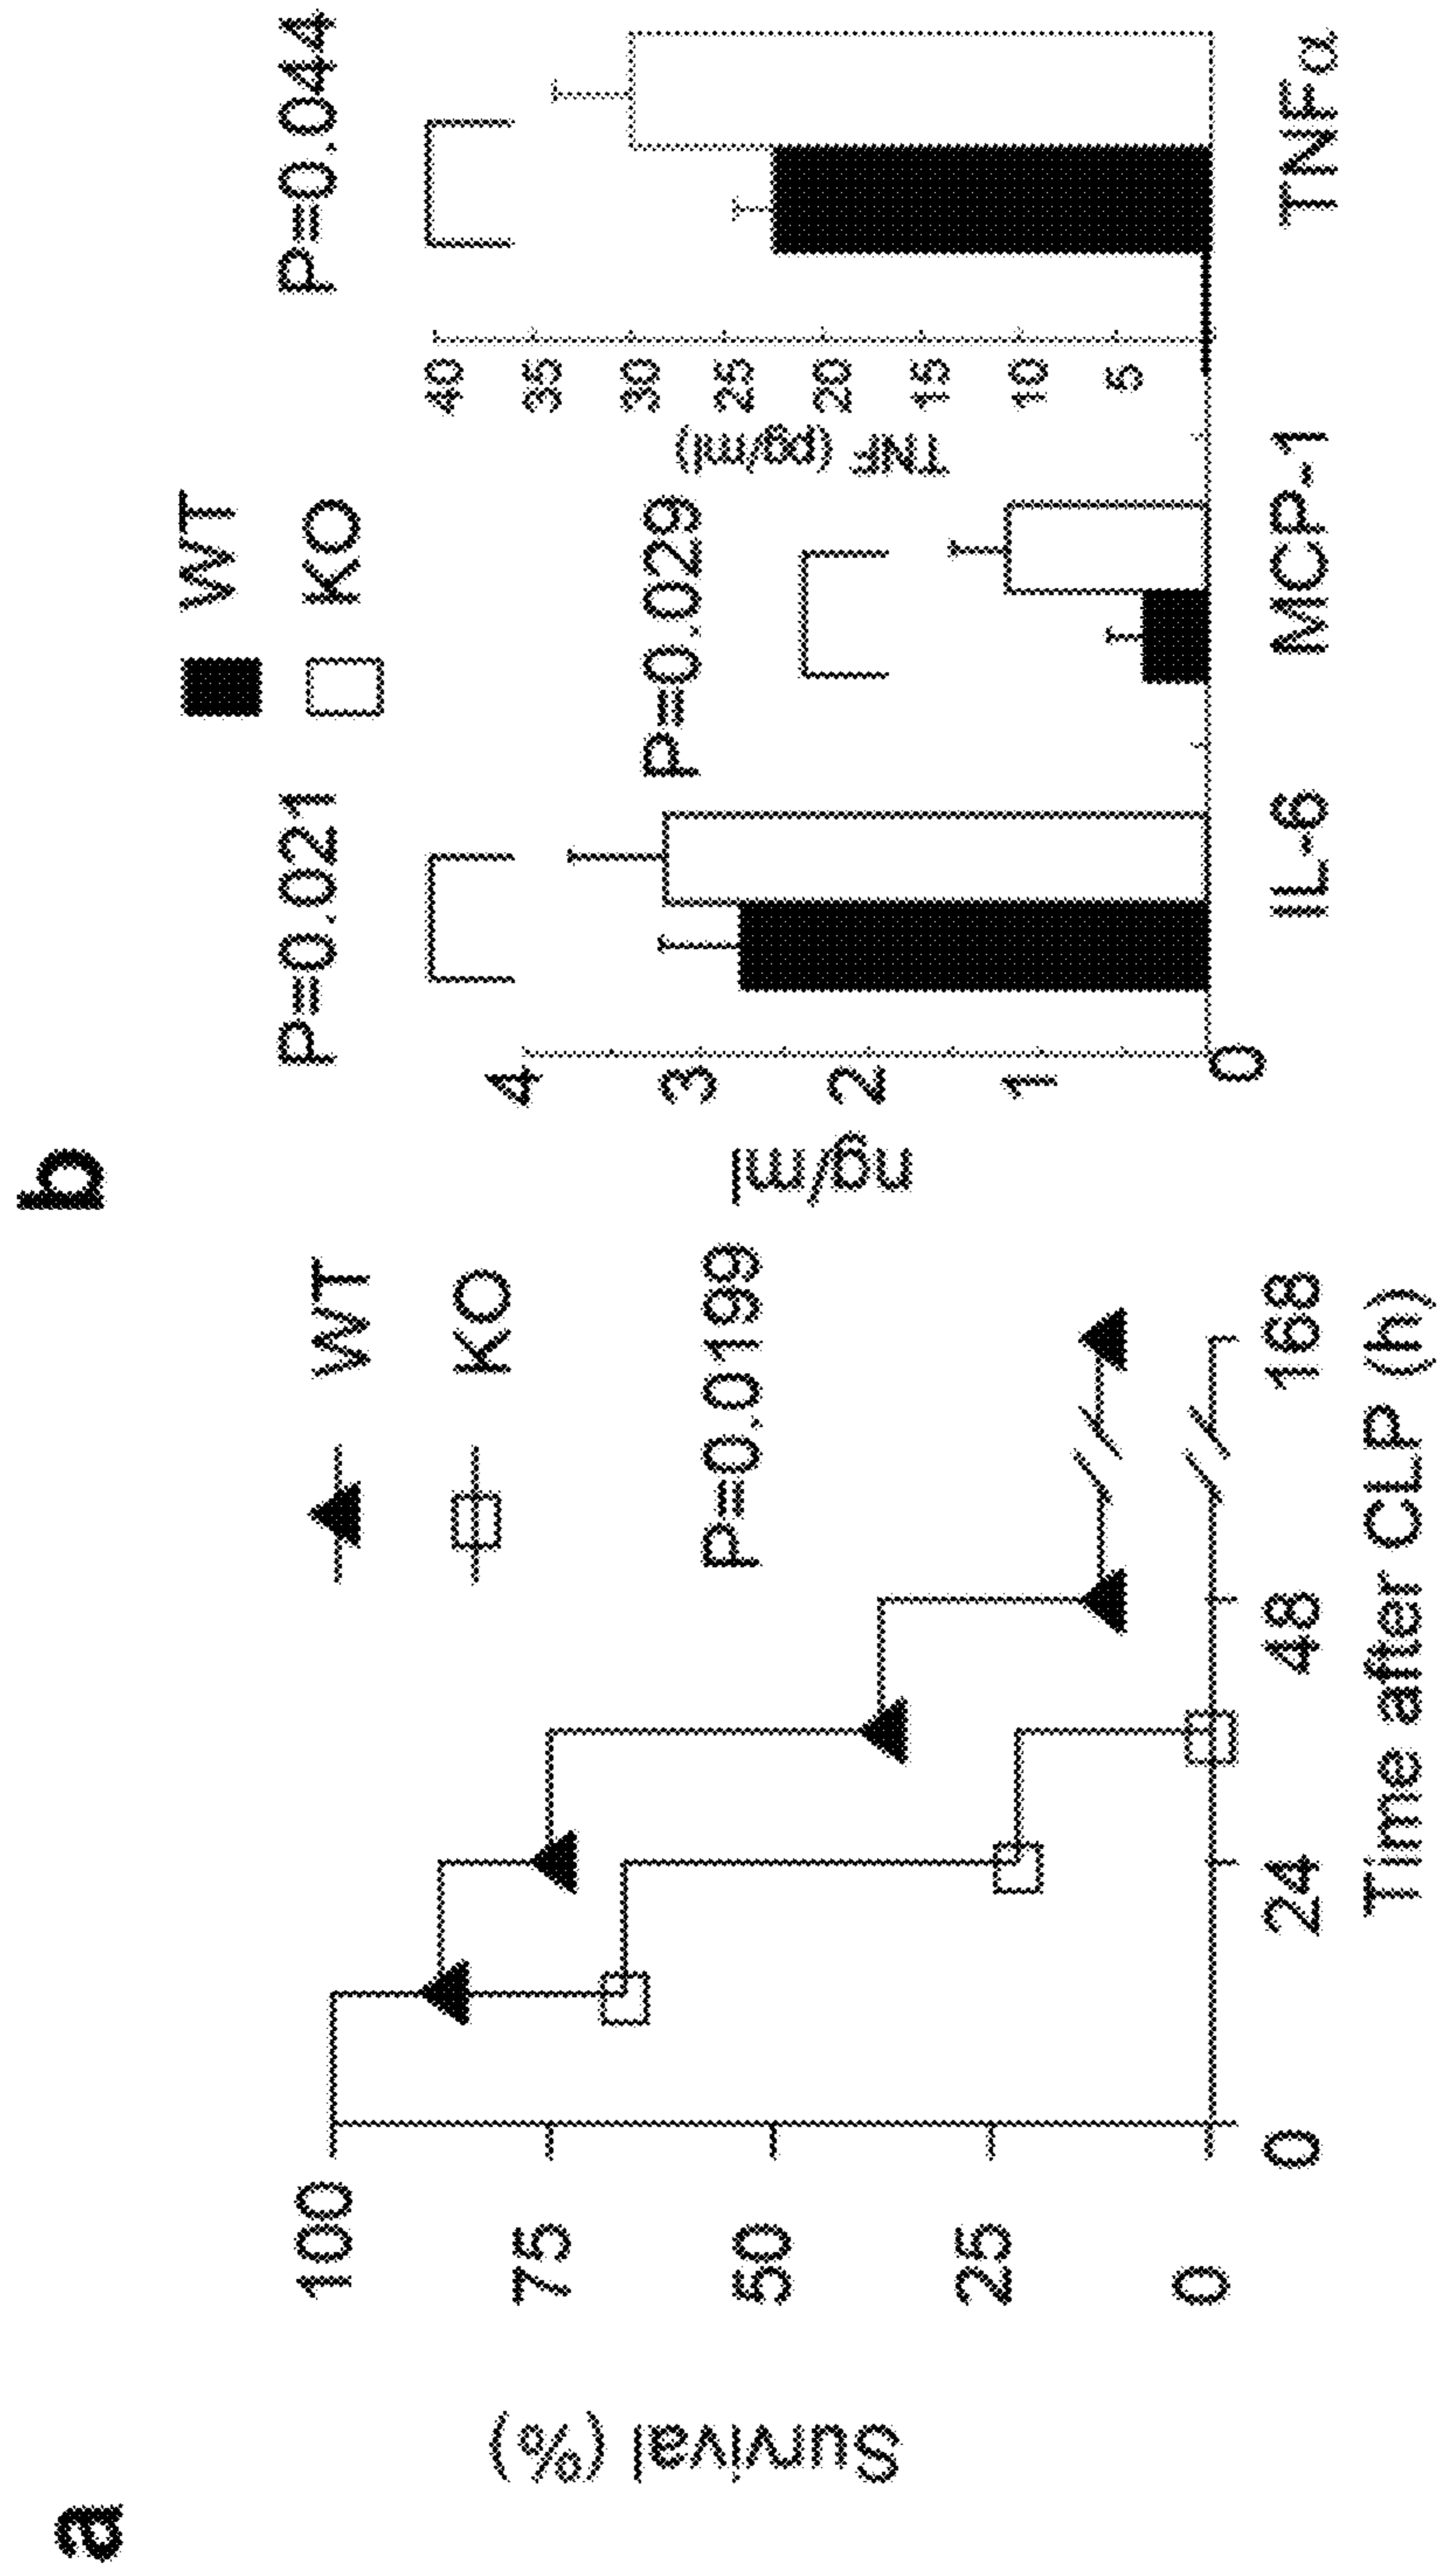 a
Survival (%)
100
75
50
25
0
WT
KO
P=0.0199
0 24 48 168
Time after CLP (h)
b
WT
KO
P=0.021
P=0.029
P=0.044
ng/ml
4
3
2
1
0
TNF (pg/ml)
40
35
30
25
20
15
10
5
IL-6 MCP-1 TNFα